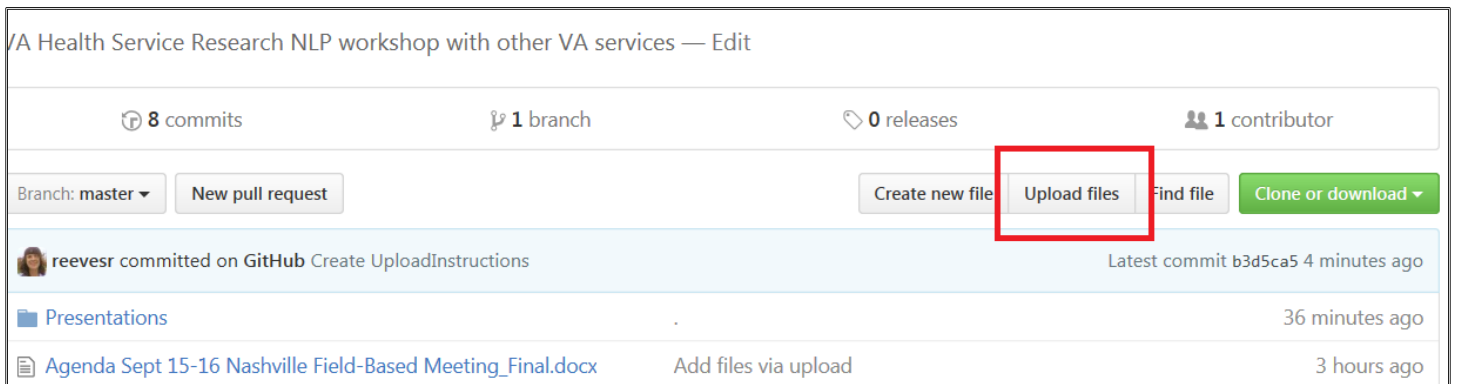 VA Health Service Research NLP workshop with other VA services — Edit
8 commits 1 branch 0 releases 1 contributor
Branch: master New pull request Create new file Upload files Find file Clone or download
reevesr committed on GitHub Create UploadInstructions Latest commit b3d5ca5 4 minutes ago
Presentations . 36 minutes ago
Agenda Sept 15-16 Nashville Field-Based Meeting_Final.docx Add files via upload 3 hours ago